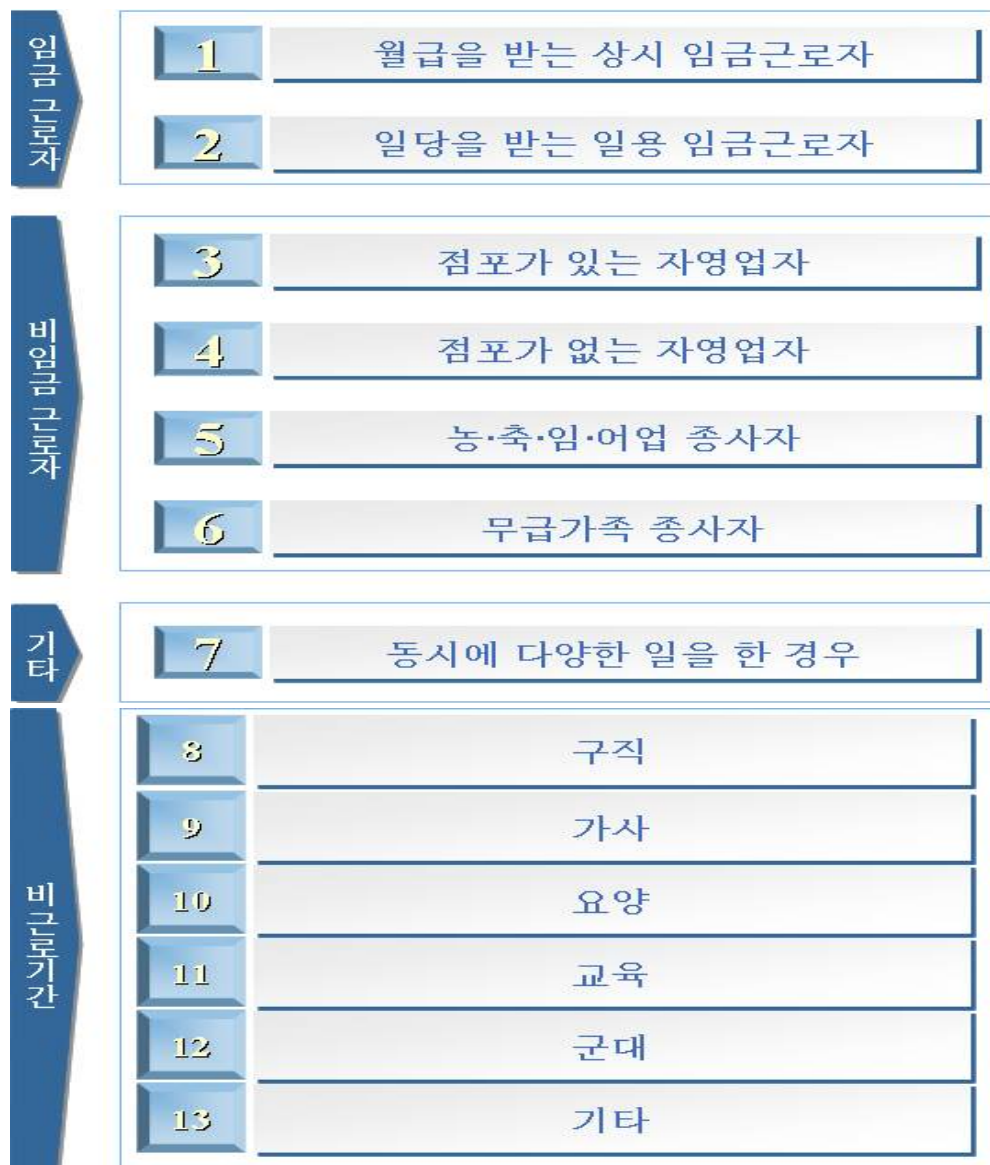 임금 근로자
1 월급을 받는 상시 임금근로자
2 일당을 받는 일용 임금근로자
비임금 근로자
3 점포가 있는 자영업자
4 점포가 없는 자영업자
5 농·축·임·어업 종사자
6 무급가족 종사자
기타
7 동시에 다양한 일을 한 경우
비근로기간
8 구직
9 가사
10 요양
11 교육
12 군대
13 기타